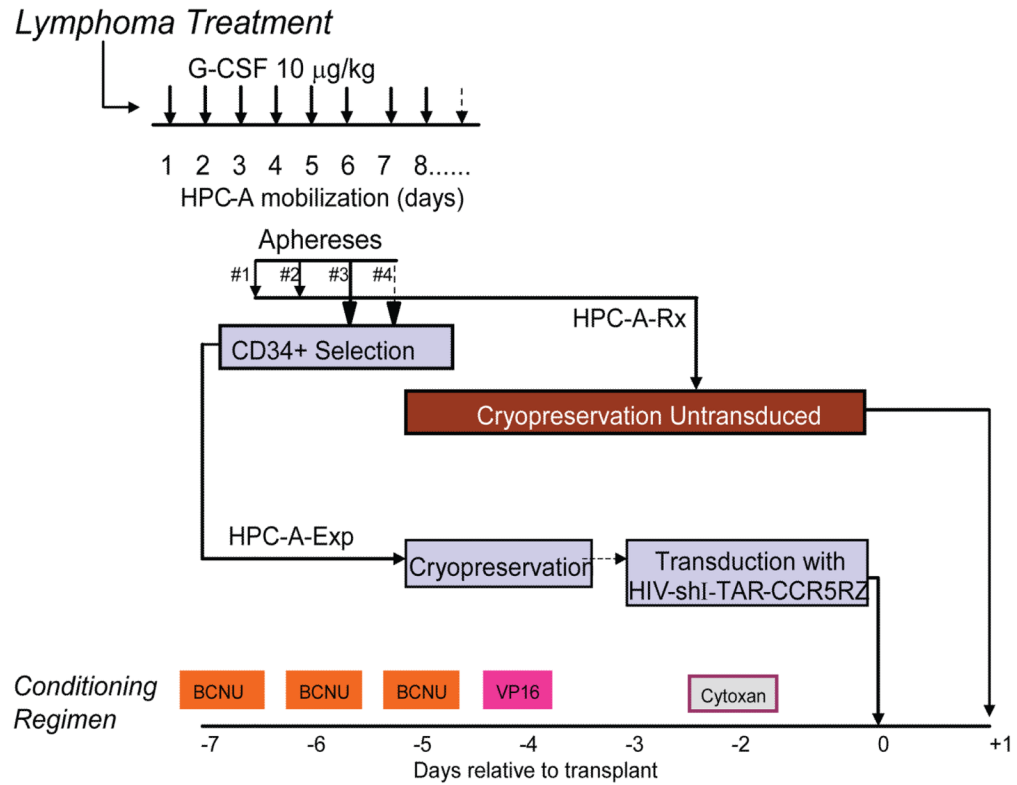 Lymphoma Treatment
G-CSF 10 µg/kg
1 2 3 4 5 6 7 8......
HPC-A mobilization (days)
Aphereses
#1 #2 #3 #4
HPC-A-Rx
CD34+ Selection
Cryopreservation Untransduced
HPC-A-Exp
Cryopreservation
Transduction with
HIV-shI-TAR-CCR5RZ
Conditioning
Regimen
BCNU BCNU BCNU VP16 Cytoxan
-7 -6 -5 -4 -3 -2 0 +1
Days relative to transplant